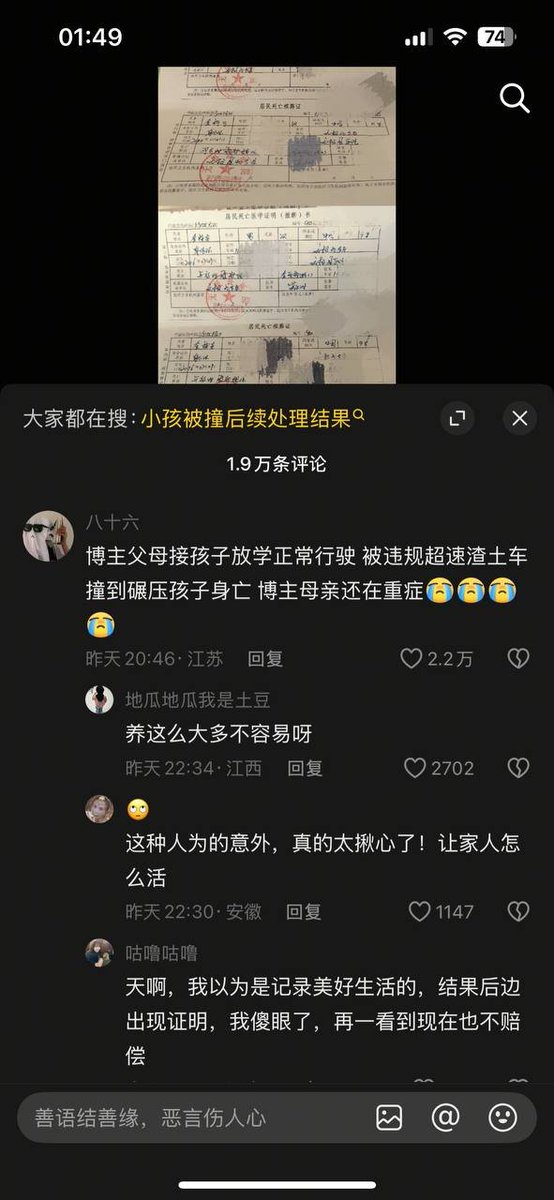 01:49
74
居民死亡殡葬证
居民死亡医学证明（推断）书
居民死亡殡葬证
大家都在搜:小孩被撞后续处理结果
1.9万条评论
八十六
博主父母接孩子放学正常行驶 被违规超速渣土车
撞到碾压孩子身亡 博主母亲还在重症😭😭😭
😭
昨天20:46·江苏 回复 2.2万
地瓜地瓜我是土豆
养这么大多不容易呀
昨天22:34·江西 回复 2702
🙄
这种人为的意外，真的太揪心了！让家人怎
么活
昨天22:30·安徽 回复 1147
咕噜咕噜
天啊，我以为是记录美好生活的，结果后边
出现证明，我傻眼了，再一看到现在也不赔
偿
善语结善缘，恶言伤人心